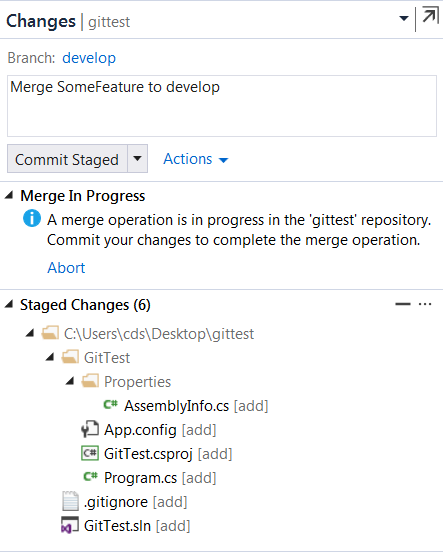 Changes | gittest
Branch: develop
Merge SomeFeature to develop
Commit Staged
Actions
Merge In Progress
A merge operation is in progress in the 'gittest' repository.
Commit your changes to complete the merge operation.
Abort
Staged Changes (6)
C:\Users\cds\Desktop\gittest
GitTest
Properties
C# AssemblyInfo.cs [add]
App.config [add]
C# GitTest.csproj [add]
C# Program.cs [add]
.gitignore [add]
GitTest.sln [add]